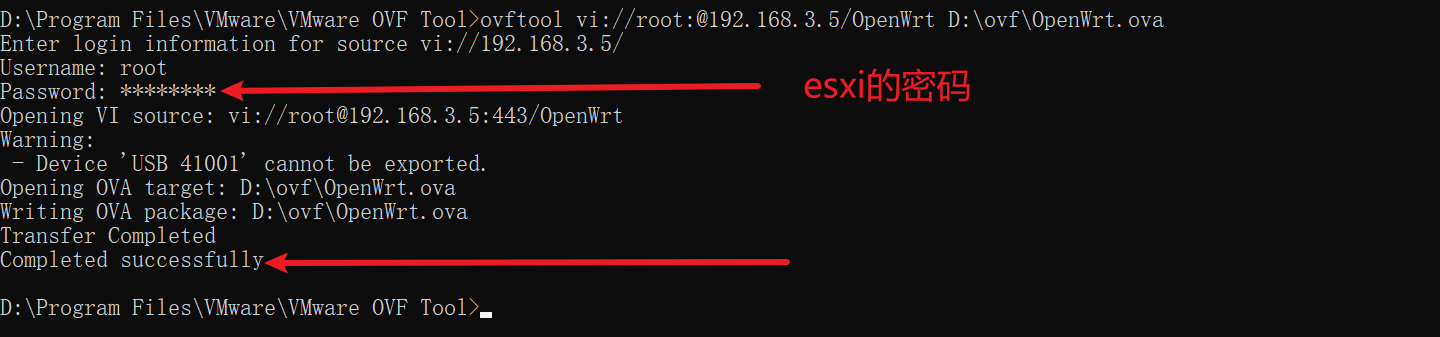 D:\Program Files\VMware\VMware OVF Tool>ovftool vi://root:@192.168.3.5/OpenWrt D:\ovf\OpenWrt.ova
Enter login information for source vi://192.168.3.5/
Username: root
Password: ********
esxi的密码
Opening VI source: vi://root@192.168.3.5:443/OpenWrt
Warning:
 - Device 'USB 41001' cannot be exported.
Opening OVA target: D:\ovf\OpenWrt.ova
Writing OVA package: D:\ovf\OpenWrt.ova
Transfer Completed
Completed successfully
D:\Program Files\VMware\VMware OVF Tool>